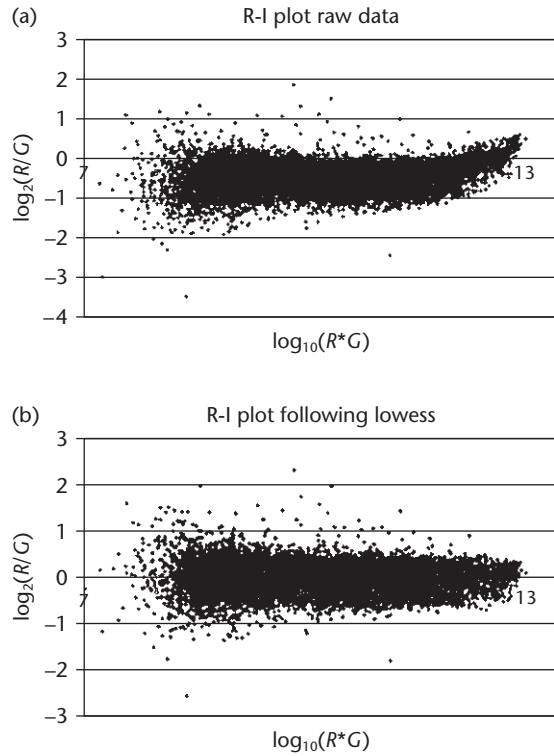 (a)
R-I plot raw data
3
2
1
0
7
13
−1
−2
−3
−4
log₂(R/G)
log₁₀(R*G)
(b)
R-I plot following lowess
3
2
1
0
7
13
−1
−2
−3
log₂(R/G)
log₁₀(R*G)